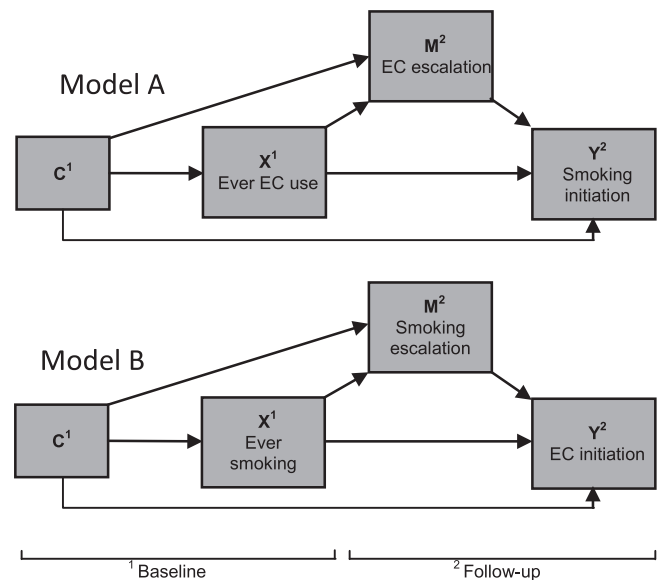 M²
EC escalation
Model A
C¹
X¹
Ever EC use
Y²
Smoking
initiation
M²
Smoking
escalation
Model B
C¹
X¹
Ever
smoking
Y²
EC initiation
¹ Baseline
² Follow-up